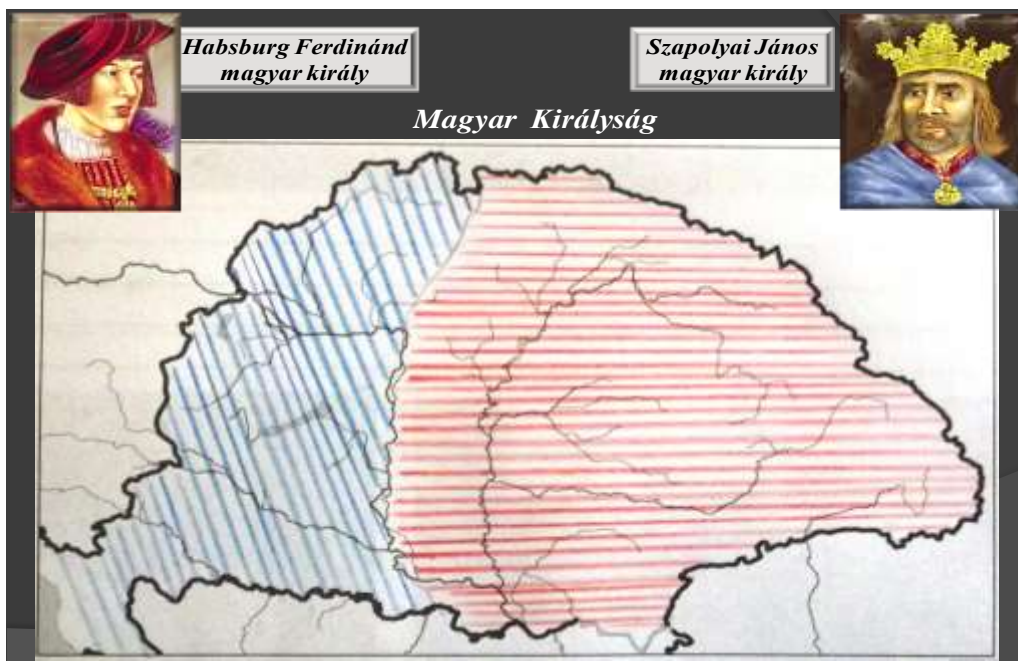 Habsburg Ferdinánd
magyar király
Szapolyai János
magyar király
Magyar Királyság